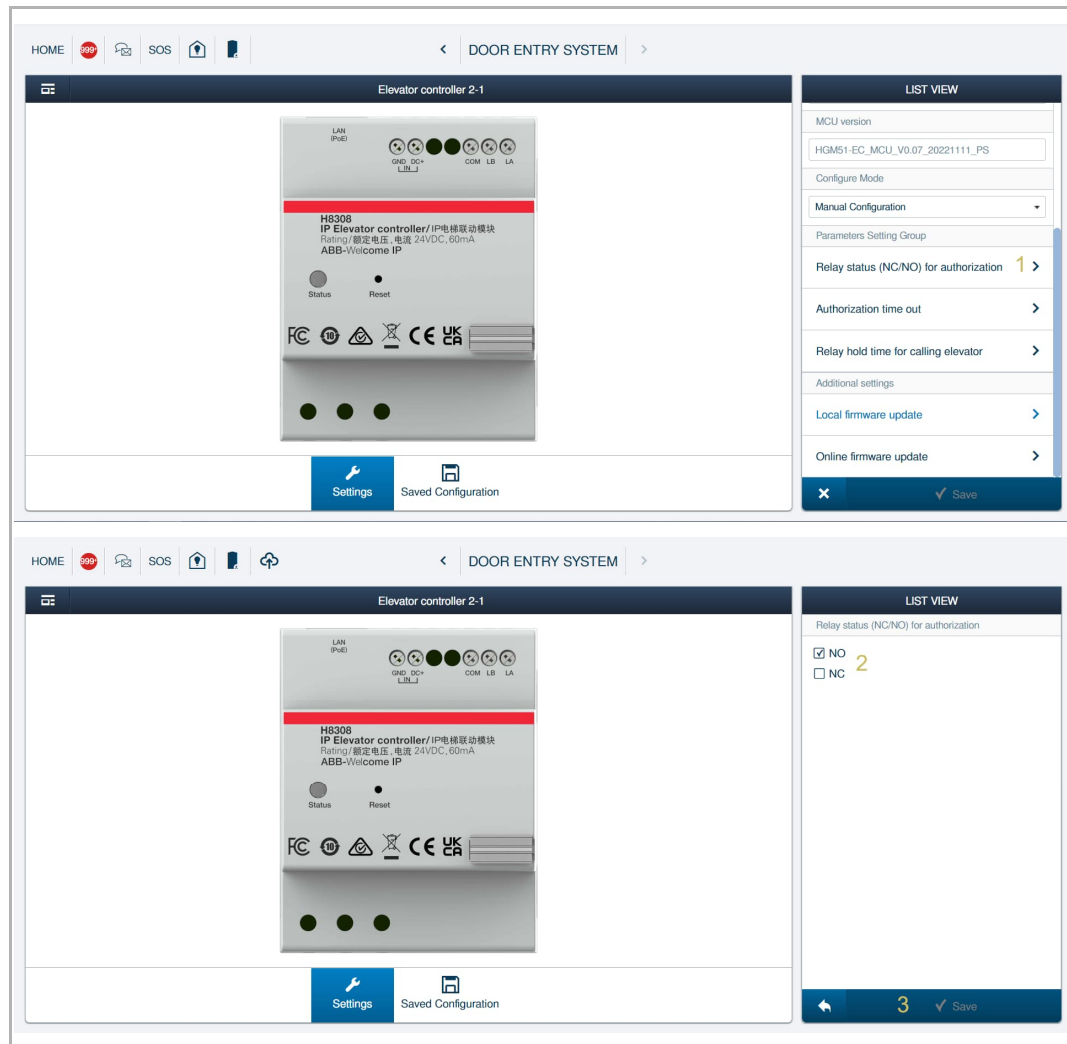 HOME 999+ SOS < DOOR ENTRY SYSTEM >
Elevator controller 2-1
LAN
(PoE)
GND DC+ COM LB LA
IN
H8308
IP Elevator controller/IP电梯联动模块
Rating/额定电压, 电流 24VDC, 60mA
ABB-Welcome IP
Status Reset
FC 10 CE UK CA
Settings Saved Configuration
LIST VIEW
MCU version
HGM51-EC_MCU_V0.07_20221111_PS
Configure Mode
Manual Configuration
Parameters Setting Group
Relay status (NC/NO) for authorization 1 >
Authorization time out >
Relay hold time for calling elevator >
Additional settings
Local firmware update >
Online firmware update >
Save
HOME 999+ SOS < DOOR ENTRY SYSTEM >
Elevator controller 2-1
LAN
(PoE)
GND DC+ COM LB LA
IN
H8308
IP Elevator controller/IP电梯联动模块
Rating/额定电压, 电流 24VDC, 60mA
ABB-Welcome IP
Status Reset
FC 10 CE UK CA
Settings Saved Configuration
LIST VIEW
Relay status (NC/NO) for authorization
NO
2
NC
3 Save